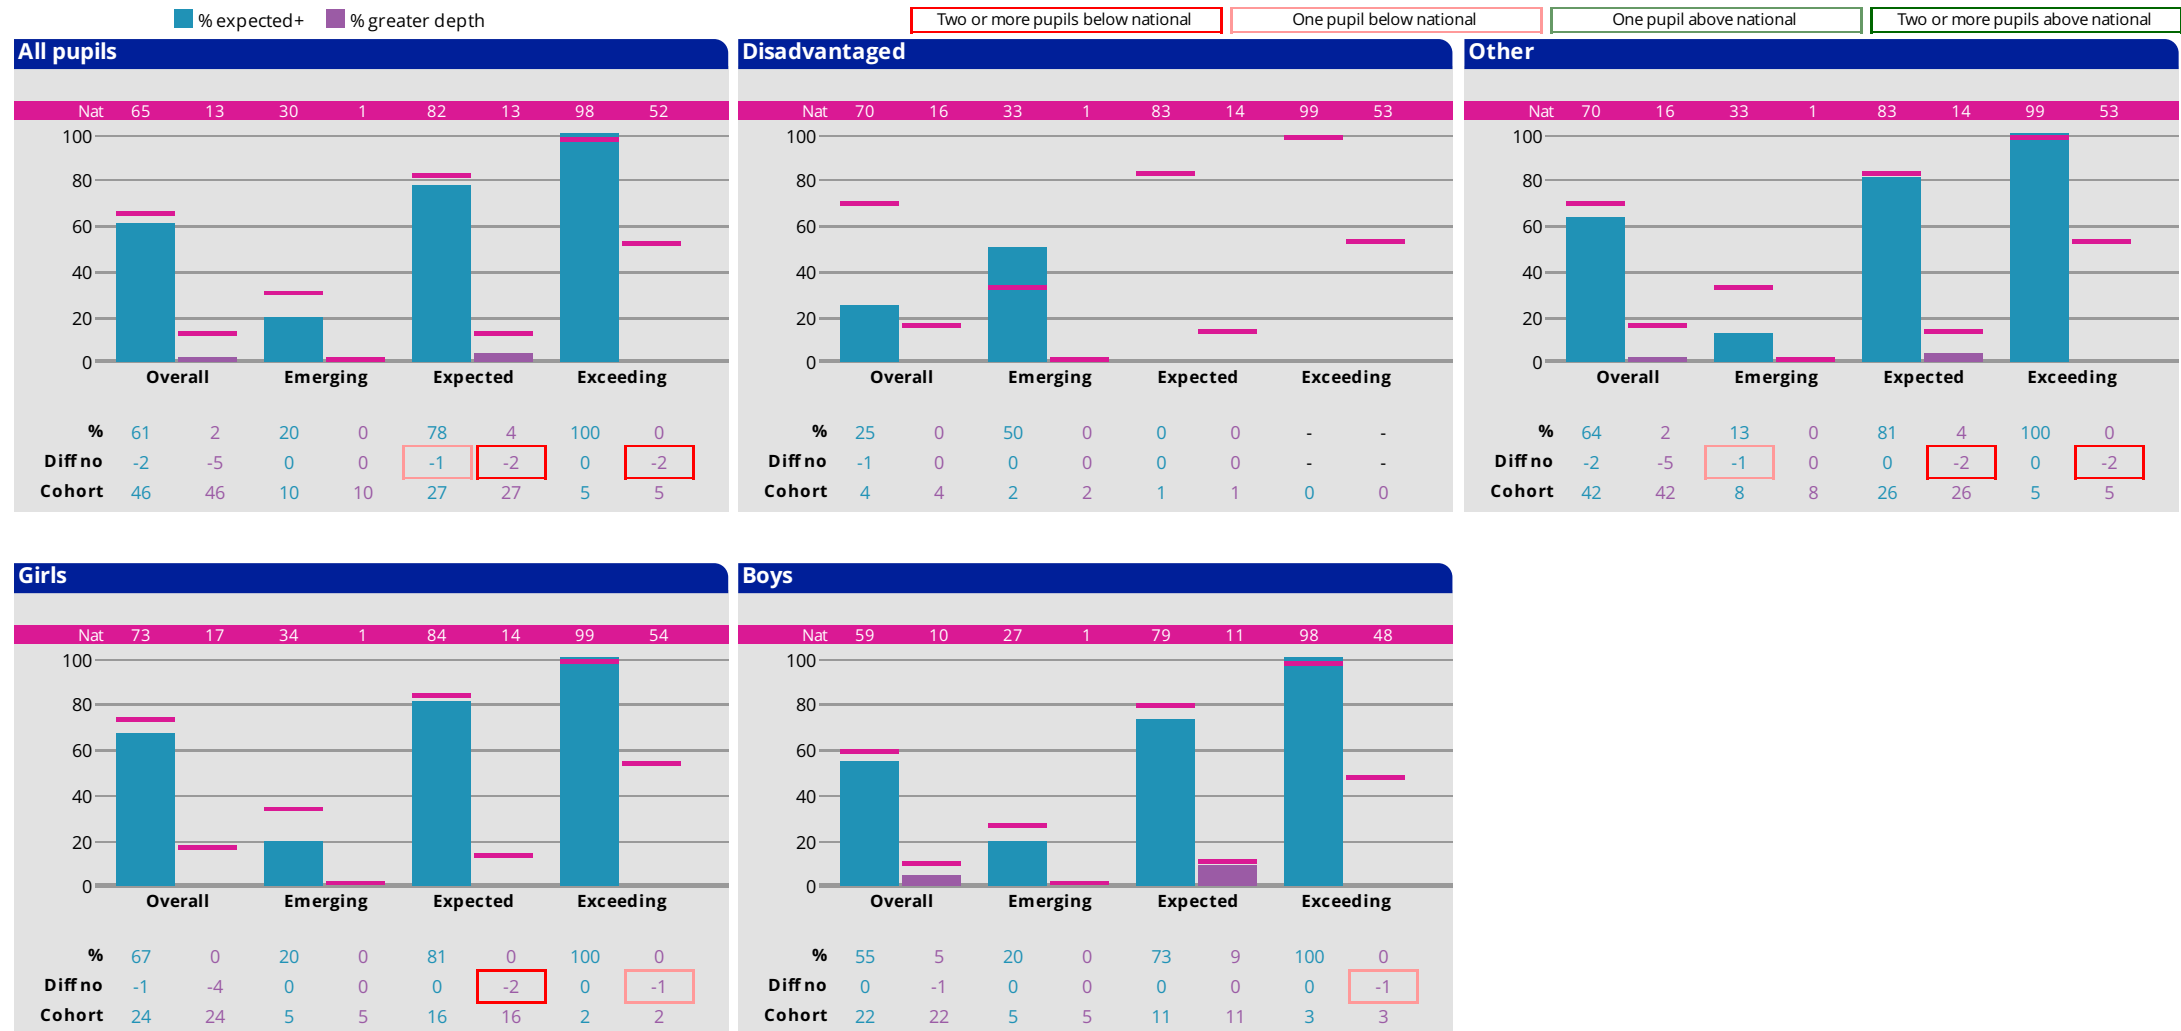 % expected+ % greater depth
Two or more pupils below national One pupil below national One pupil above national Two or more pupils above national
All pupils
Nat 65 13 30 1 82 13 98 52
100
80
60
40
20
0
Overall Emerging Expected Exceeding
% 61 2 20 0 78 4 100 0
Diff no -2 -5 0 0 -1 -2 0 -2
Cohort 46 46 10 10 27 27 5 5
Disadvantaged
Nat 70 16 33 1 83 14 99 53
100
80
60
40
20
0
Overall Emerging Expected Exceeding
% 25 0 50 0 0 0 - -
Diff no -1 0 0 0 0 0 - -
Cohort 4 4 2 2 1 1 0 0
Other
Nat 70 16 33 1 83 14 99 53
100
80
60
40
20
0
Overall Emerging Expected Exceeding
% 64 2 13 0 81 4 100 0
Diff no -2 -5 -1 0 0 -2 0 -2
Cohort 42 42 8 8 26 26 5 5
Girls
Nat 73 17 34 1 84 14 99 54
100
80
60
40
20
0
Overall Emerging Expected Exceeding
% 67 0 20 0 81 0 100 0
Diff no -1 -4 0 0 0 -2 0 -1
Cohort 24 24 5 5 16 16 2 2
Boys
Nat 59 10 27 1 79 11 98 48
100
80
60
40
20
0
Overall Emerging Expected Exceeding
% 55 5 20 0 73 9 100 0
Diff no 0 -1 0 0 0 0 0 -1
Cohort 22 22 5 5 11 11 3 3